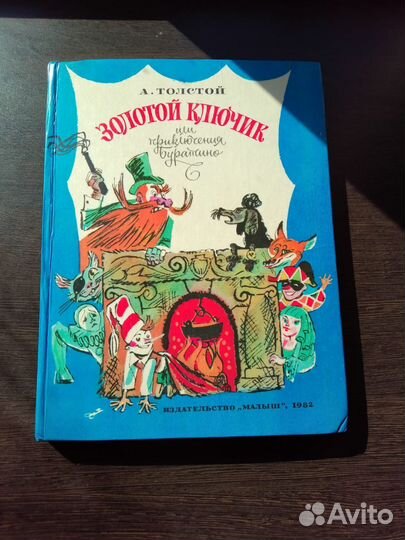 А. ТОЛСТОЙ
ЗОЛОТОЙ КЛЮЧИК
или
приключения
Буратино
ИЗДАТЕЛЬСТВО „МАЛЫШ", 1982
Avito